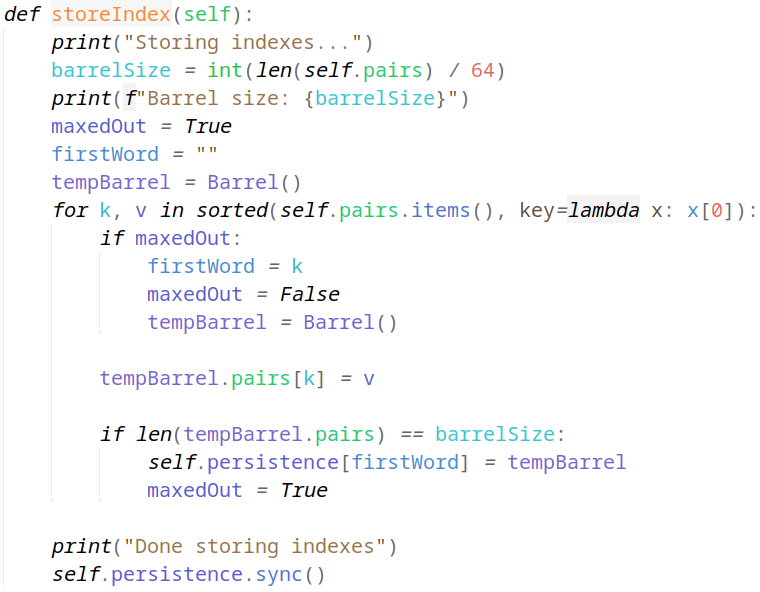 def storeIndex(self):
    print("Storing indexes...")
    barrelSize = int(len(self.pairs) / 64)
    print(f"Barrel size: {barrelSize}")
    maxedOut = True
    firstWord = ""
    tempBarrel = Barrel()
    for k, v in sorted(self.pairs.items(), key=lambda x: x[0]):
        if maxedOut:
            firstWord = k
            maxedOut = False
            tempBarrel = Barrel()

        tempBarrel.pairs[k] = v

        if len(tempBarrel.pairs) == barrelSize:
            self.persistence[firstWord] = tempBarrel
            maxedOut = True

    print("Done storing indexes")
    self.persistence.sync()